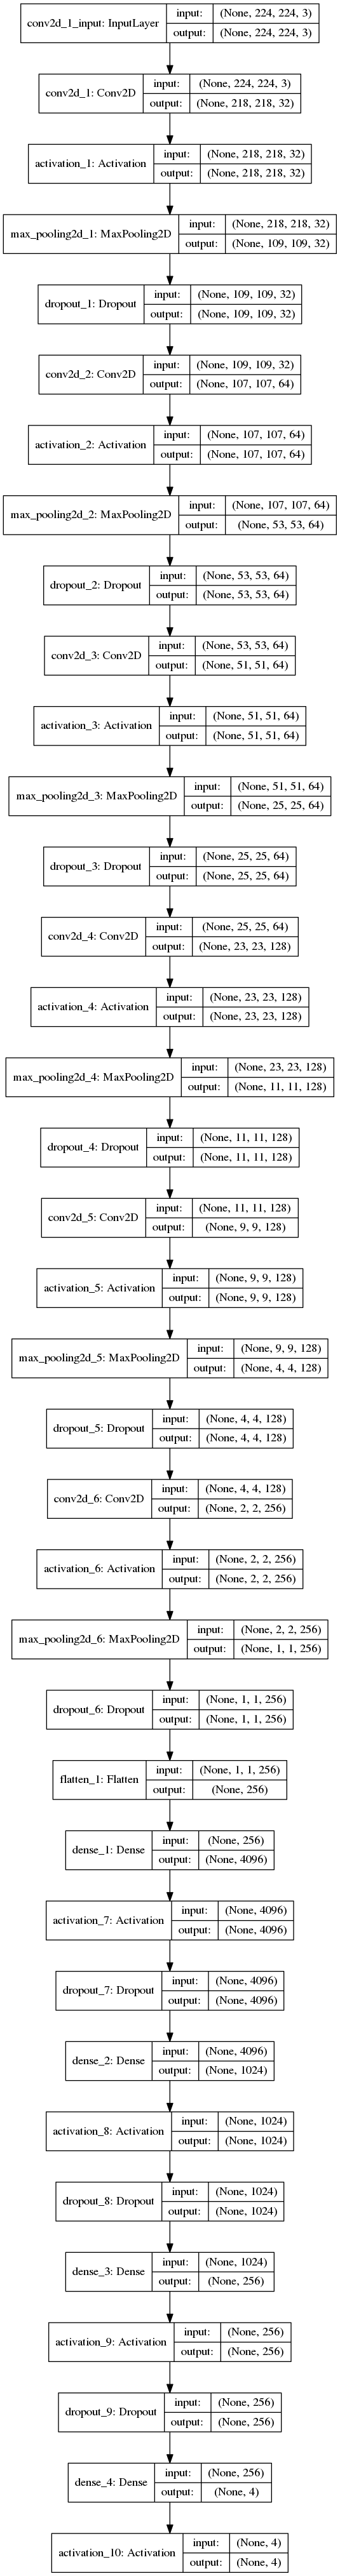 conv2d_1_input: InputLayer
input: (None, 224, 224, 3)
output: (None, 224, 224, 3)
conv2d_1: Conv2D
input: (None, 224, 224, 3)
output: (None, 218, 218, 32)
activation_1: Activation
input: (None, 218, 218, 32)
output: (None, 218, 218, 32)
max_pooling2d_1: MaxPooling2D
input: (None, 218, 218, 32)
output: (None, 109, 109, 32)
dropout_1: Dropout
input: (None, 109, 109, 32)
output: (None, 109, 109, 32)
conv2d_2: Conv2D
input: (None, 109, 109, 32)
output: (None, 107, 107, 64)
activation_2: Activation
input: (None, 107, 107, 64)
output: (None, 107, 107, 64)
max_pooling2d_2: MaxPooling2D
input: (None, 107, 107, 64)
output: (None, 53, 53, 64)
dropout_2: Dropout
input: (None, 53, 53, 64)
output: (None, 53, 53, 64)
conv2d_3: Conv2D
input: (None, 53, 53, 64)
output: (None, 51, 51, 64)
activation_3: Activation
input: (None, 51, 51, 64)
output: (None, 51, 51, 64)
max_pooling2d_3: MaxPooling2D
input: (None, 51, 51, 64)
output: (None, 25, 25, 64)
dropout_3: Dropout
input: (None, 25, 25, 64)
output: (None, 25, 25, 64)
conv2d_4: Conv2D
input: (None, 25, 25, 64)
output: (None, 23, 23, 128)
activation_4: Activation
input: (None, 23, 23, 128)
output: (None, 23, 23, 128)
max_pooling2d_4: MaxPooling2D
input: (None, 23, 23, 128)
output: (None, 11, 11, 128)
dropout_4: Dropout
input: (None, 11, 11, 128)
output: (None, 11, 11, 128)
conv2d_5: Conv2D
input: (None, 11, 11, 128)
output: (None, 9, 9, 128)
activation_5: Activation
input: (None, 9, 9, 128)
output: (None, 9, 9, 128)
max_pooling2d_5: MaxPooling2D
input: (None, 9, 9, 128)
output: (None, 4, 4, 128)
dropout_5: Dropout
input: (None, 4, 4, 128)
output: (None, 4, 4, 128)
conv2d_6: Conv2D
input: (None, 4, 4, 128)
output: (None, 2, 2, 256)
activation_6: Activation
input: (None, 2, 2, 256)
output: (None, 2, 2, 256)
max_pooling2d_6: MaxPooling2D
input: (None, 2, 2, 256)
output: (None, 1, 1, 256)
dropout_6: Dropout
input: (None, 1, 1, 256)
output: (None, 1, 1, 256)
flatten_1: Flatten
input: (None, 1, 1, 256)
output: (None, 256)
dense_1: Dense
input: (None, 256)
output: (None, 4096)
activation_7: Activation
input: (None, 4096)
output: (None, 4096)
dropout_7: Dropout
input: (None, 4096)
output: (None, 4096)
dense_2: Dense
input: (None, 4096)
output: (None, 1024)
activation_8: Activation
input: (None, 1024)
output: (None, 1024)
dropout_8: Dropout
input: (None, 1024)
output: (None, 1024)
dense_3: Dense
input: (None, 1024)
output: (None, 256)
activation_9: Activation
input: (None, 256)
output: (None, 256)
dropout_9: Dropout
input: (None, 256)
output: (None, 256)
dense_4: Dense
input: (None, 256)
output: (None, 4)
activation_10: Activation
input: (None, 4)
output: (None, 4)